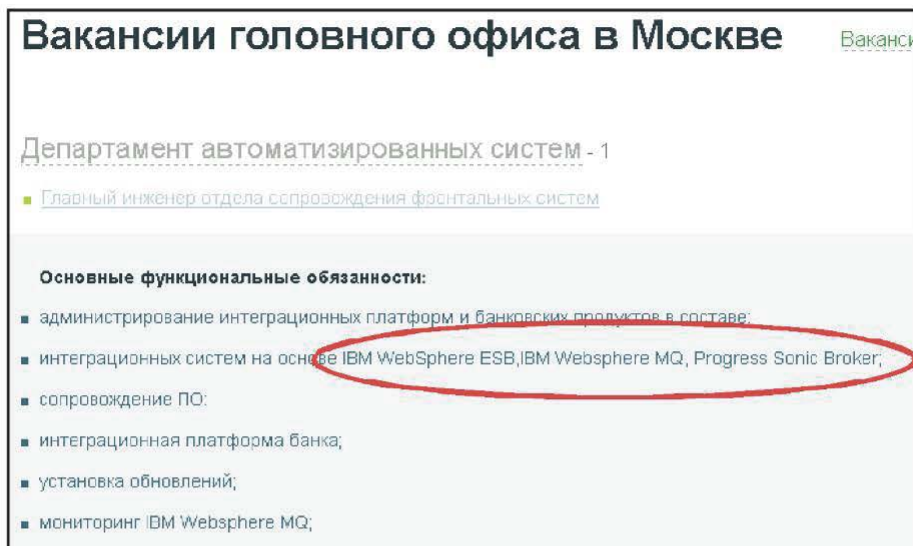 Вакансии головного офиса в Москве
Ваканси
Департамент автоматизированных систем - 1
Главный инженер отдела сопровождения фронтальных систем
Основные функциональные обязанности:
администрирование интеграционных платформ и банковских продуктов в составе;
интеграционных систем на основе IBM WebSphere ESB,IBM Websphere MQ, Progress Sonic Broker;
сопровождение ПО:
интеграционная платформа банка;
установка обновлений;
мониторинг IBM Websphere MQ;